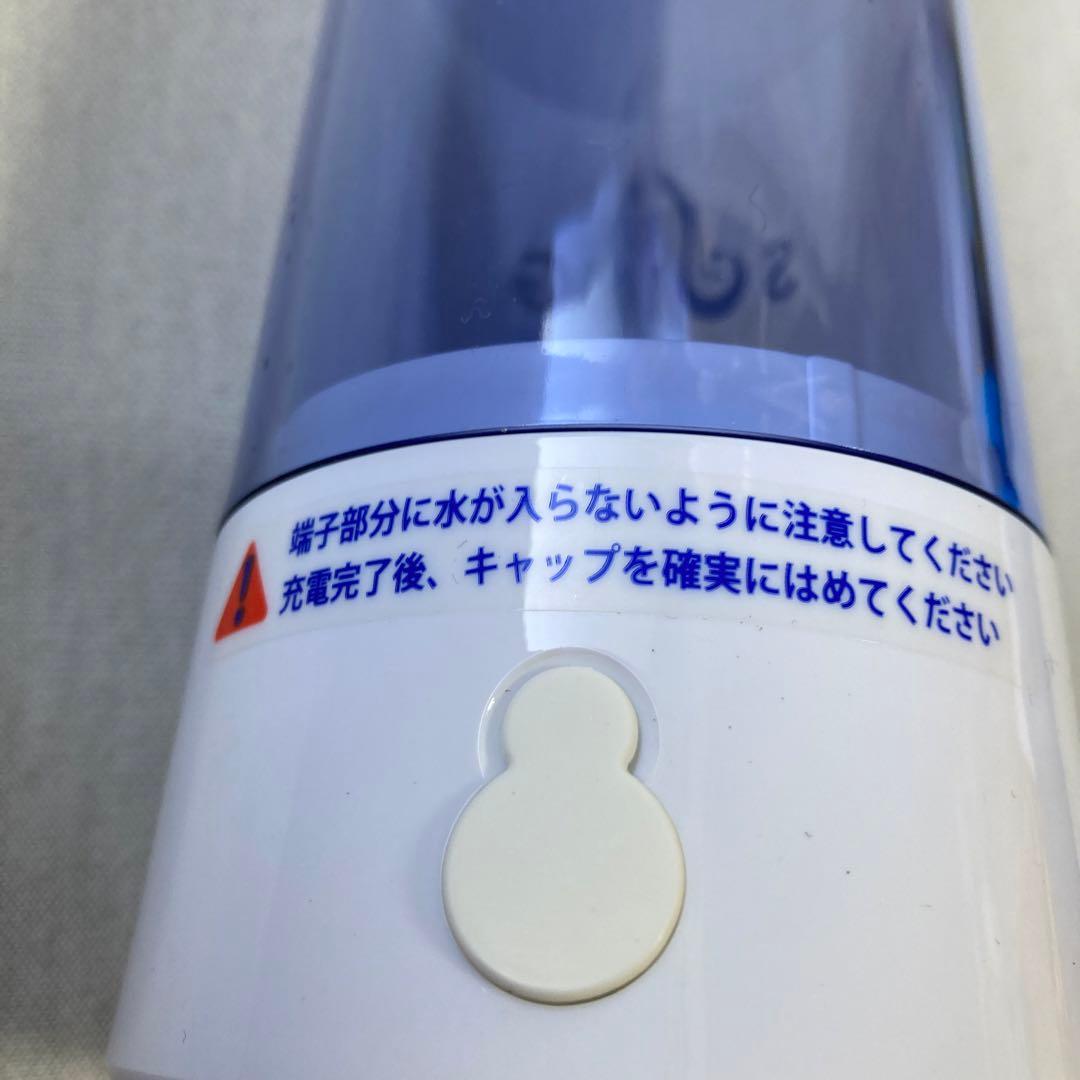 端子部分に水が入らないように注意してください
充電完了後、キャップを確実にはめてください